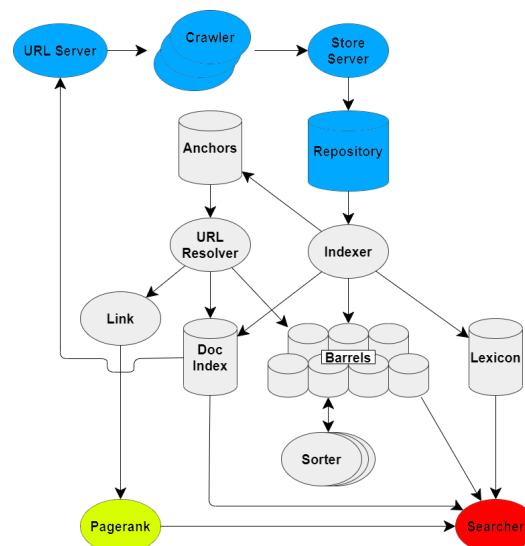 URL Server
Crawler
Store
Server
Anchors
Repository
URL
Resolver
Indexer
Link
Doc
Index
Barrels
Lexicon
Sorter
Pagerank
Searcher